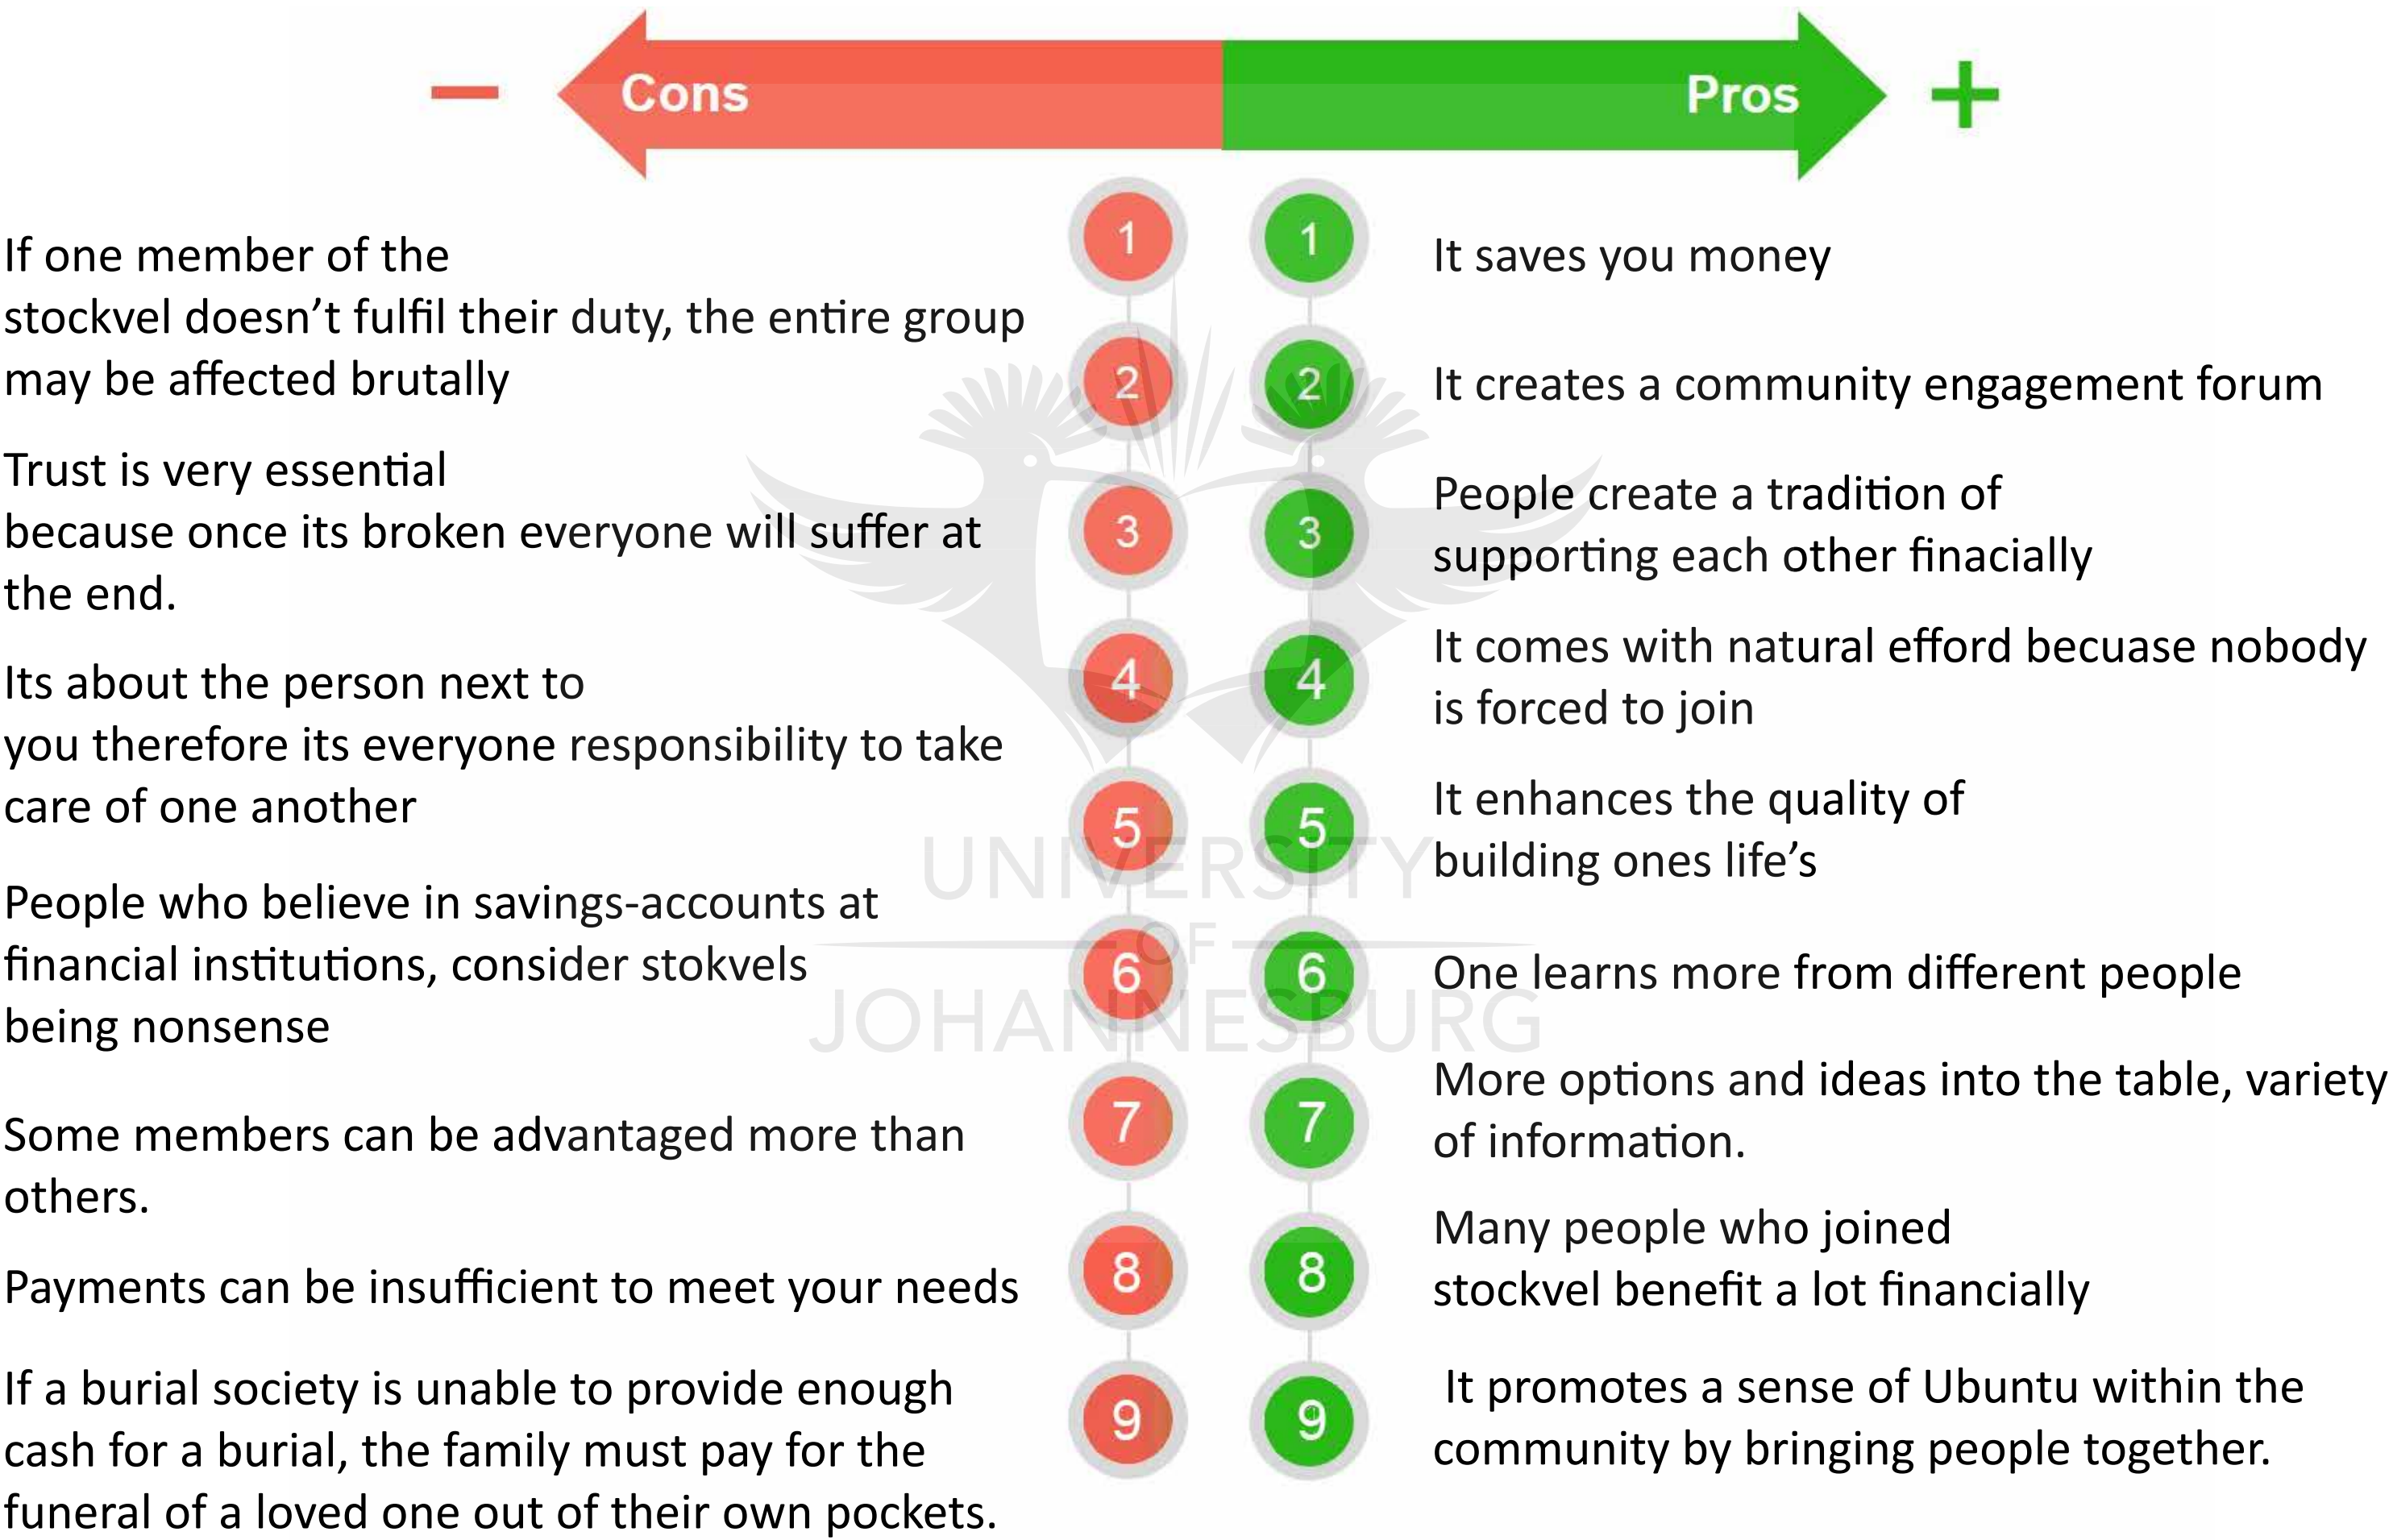 − Cons Pros +
1
If one member of the
stockvel doesn’t fulfil their duty, the entire group
may be affected brutally
2
Trust is very essential
because once its broken everyone will suffer at
the end.
3
Its about the person next to
you therefore its everyone responsibility to take
care of one another
4
5
People who believe in savings-accounts at
financial institutions, consider stokvels
being nonsense
6
Some members can be advantaged more than
others.
7
Payments can be insufficient to meet your needs
8
If a burial society is unable to provide enough
cash for a burial, the family must pay for the
funeral of a loved one out of their own pockets.
9
1
It saves you money
2
It creates a community engagement forum
3
People create a tradition of
supporting each other finacially
4
It comes with natural efford becuase nobody
is forced to join
5
It enhances the quality of
building ones life’s
6
One learns more from different people
7
More options and ideas into the table, variety
of information.
8
Many people who joined
stockvel benefit a lot financially
9
It promotes a sense of Ubuntu within the
community by bringing people together.
UNIVERSITY
OF
JOHANNESBURG